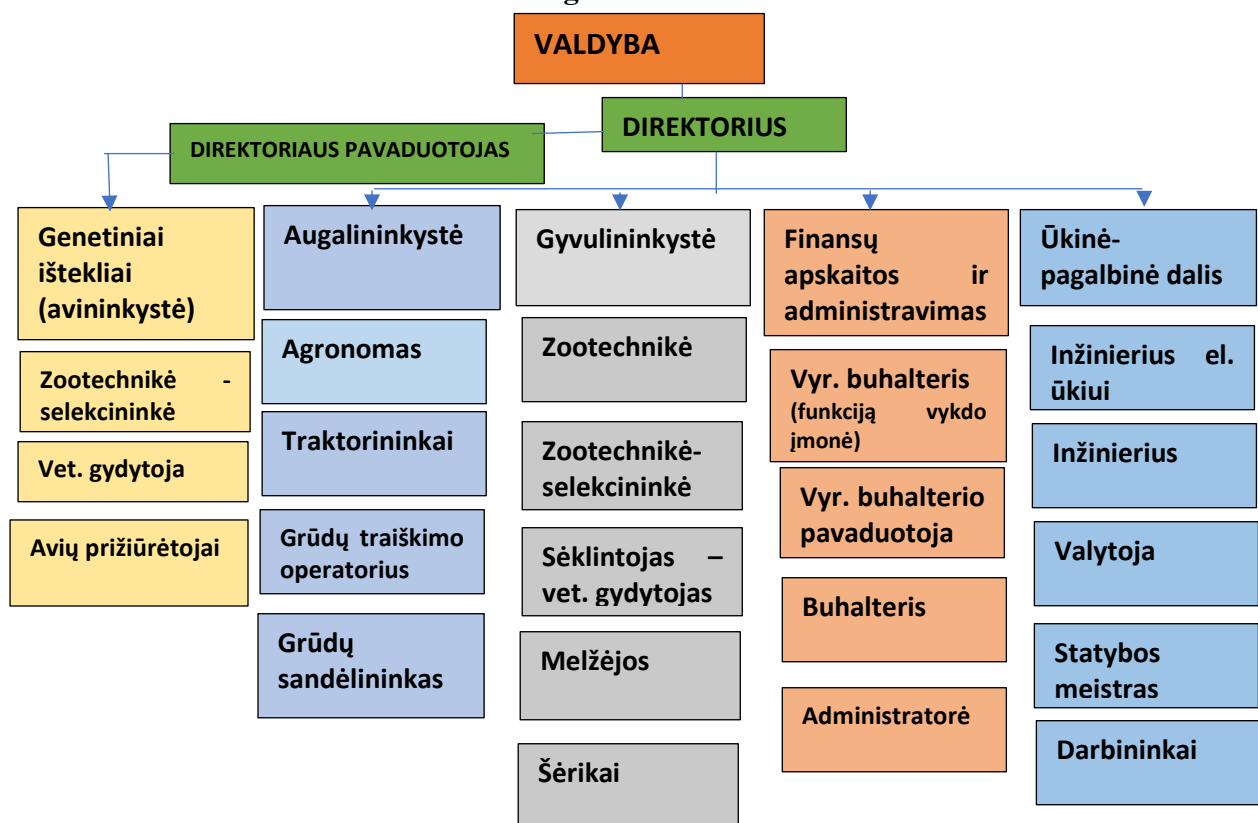 VALDYBA
DIREKTORIUS
DIREKTORIAUS PAVADUOTOJAS
Genetiniai
ištekliai
(avininkystė)
Zootechnikė -
selekcininkė
Vet. gydytoja
Avių prižiūrėtojai
Augalininkystė
Agronomas
Traktorininkai
Grūdų traiškimo
operatorius
Grūdų
sandėlininkas
Gyvulininkystė
Zootechnikė
Zootechnikė-
selekcininkė
Sėklintojas –
vet. gydytojas
Melžėjos
Šėrikai
Finansų
apskaitos ir
administravimas
Vyr. buhalteris
(funkciją vykdo
įmonė)
Vyr. buhalterio
pavaduotoja
Buhalteris
Administratorė
Ūkinė-
pagalbinė dalis
Inžinierius el.
ūkiui
Inžinierius
Valytoja
Statybos
meistras
Darbininkai